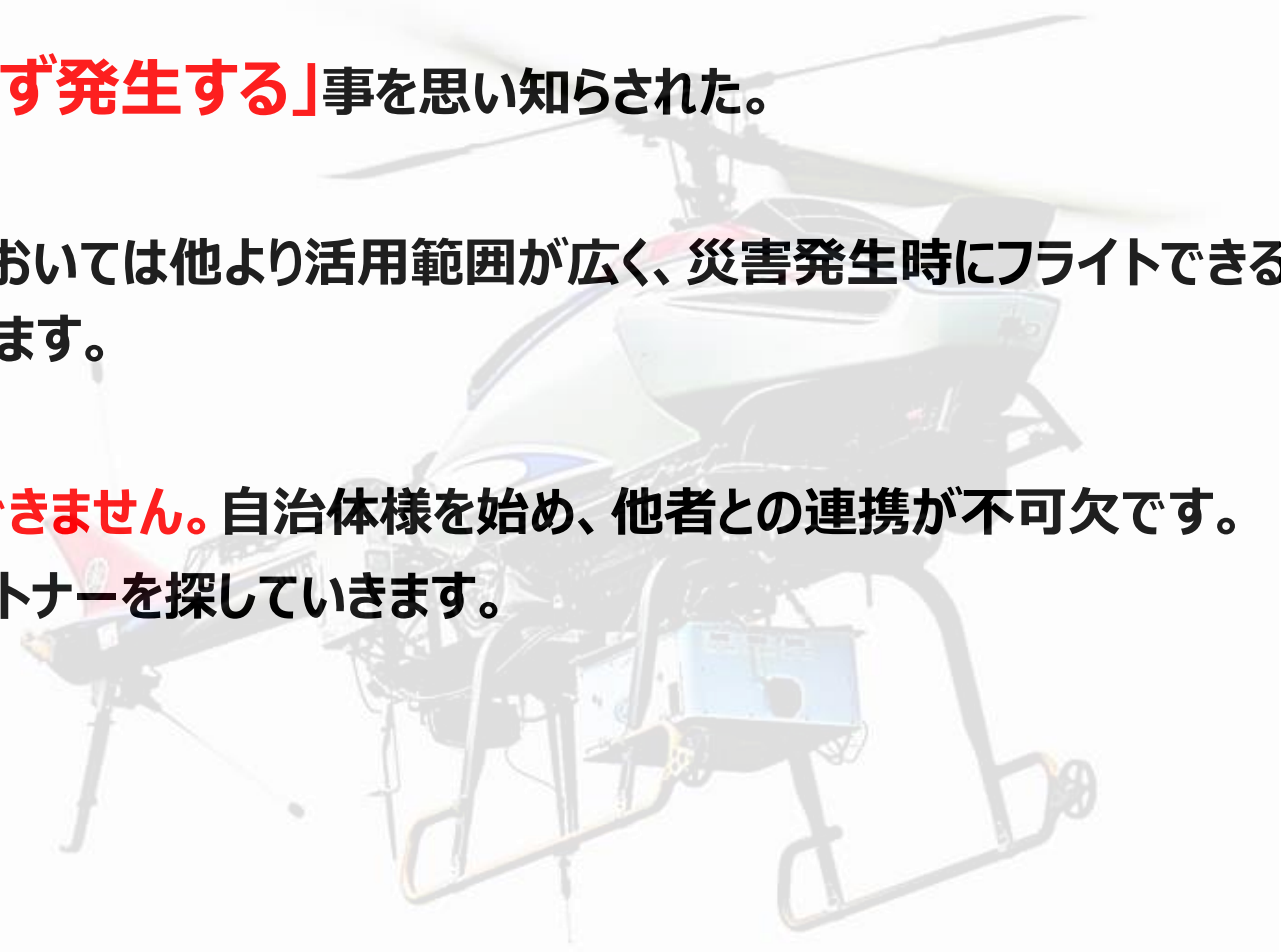 ず発生する」事を思い知らされた。
おいては他より活用範囲が広く、災害発生時にフライトできる
ます。
できません。自治体様を始め、他者との連携が不可欠です。
トナーを探していきます。